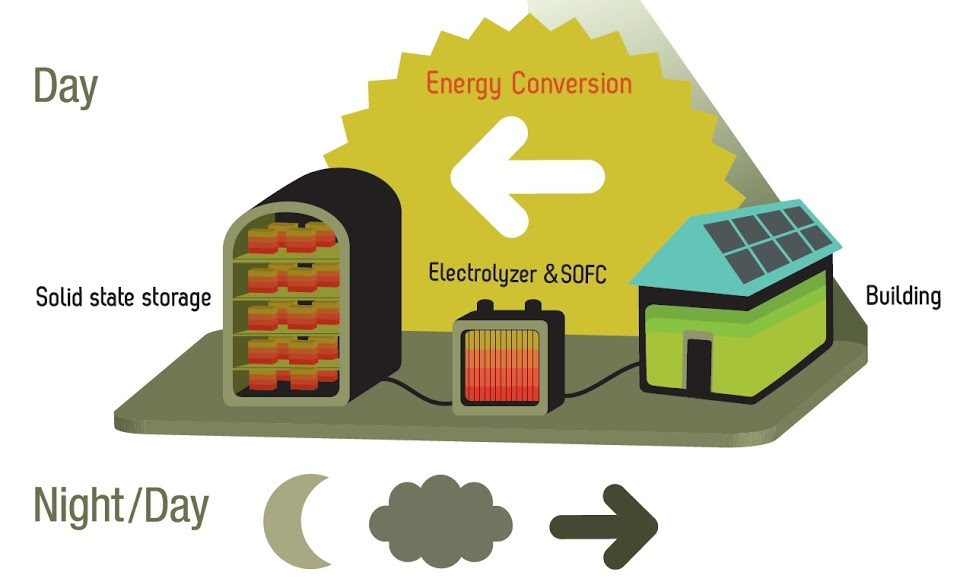 Day
Energy Conversion
Electrolyzer & SOFC
Solid state storage
Building
Night/Day